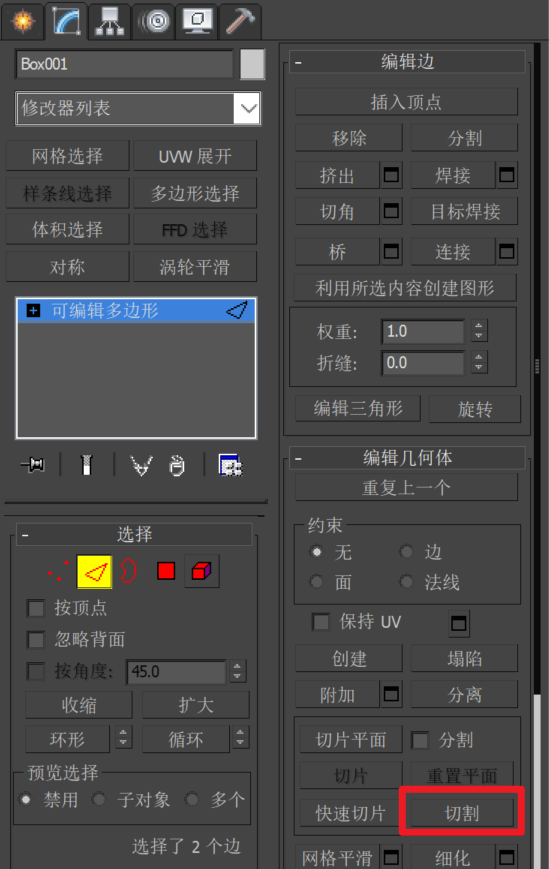 Box001
修改器列表
网格选择
UVW 展开
样条线选择
多边形选择
体积选择
FFD 选择
对称
涡轮平滑
可编辑多边形
- 选择
按顶点
忽略背面
按角度: 45.0
收缩
扩大
环形
循环
预览选择
禁用
子对象
多个
选择了 2 个边
- 编辑边
插入顶点
移除
分割
挤出
焊接
切角
目标焊接
桥
连接
利用所选内容创建图形
权重: 1.0
折缝: 0.0
编辑三角形
旋转
- 编辑几何体
重复上一个
约束
无
边
面
法线
保持 UV
创建
塌陷
附加
分离
切片平面
分割
切片
重置平面
快速切片
切割
网格平滑
细化